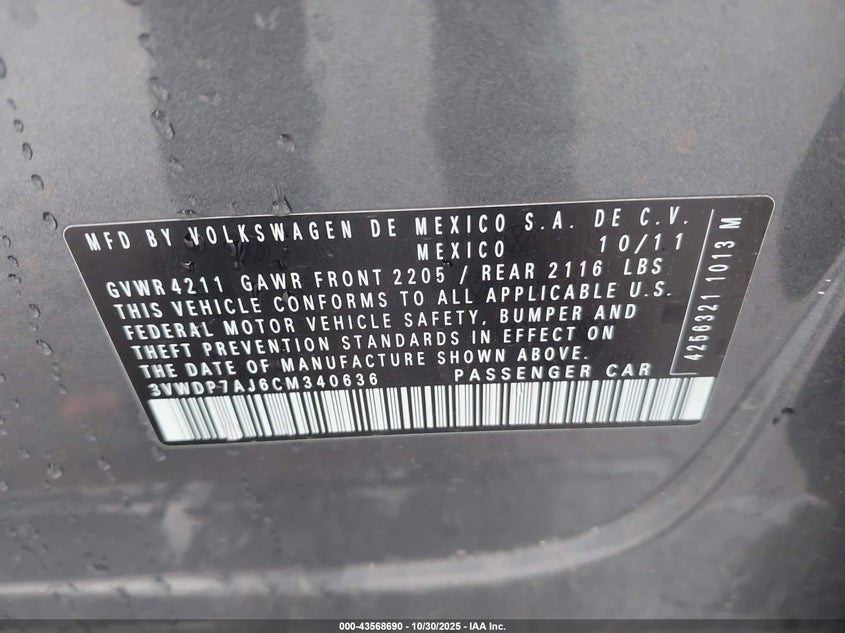 MFD BY VOLKSWAGEN DE MEXICO S.A. DE C.V.
MEXICO 10/11
GVWR 4211 GAWR FRONT 2205 / REAR 2116 LBS
THIS VEHICLE CONFORMS TO ALL APPLICABLE U.S.
FEDERAL MOTOR VEHICLE SAFETY, BUMPER AND
THEFT PREVENTION STANDARDS IN EFFECT ON
THE DATE OF MANUFACTURE SHOWN ABOVE.
3VWDP7AJ6CM340636 PASSENGER CAR
4256321 1013 M
000-43568690 - 10/30/2025 - IAA Inc.